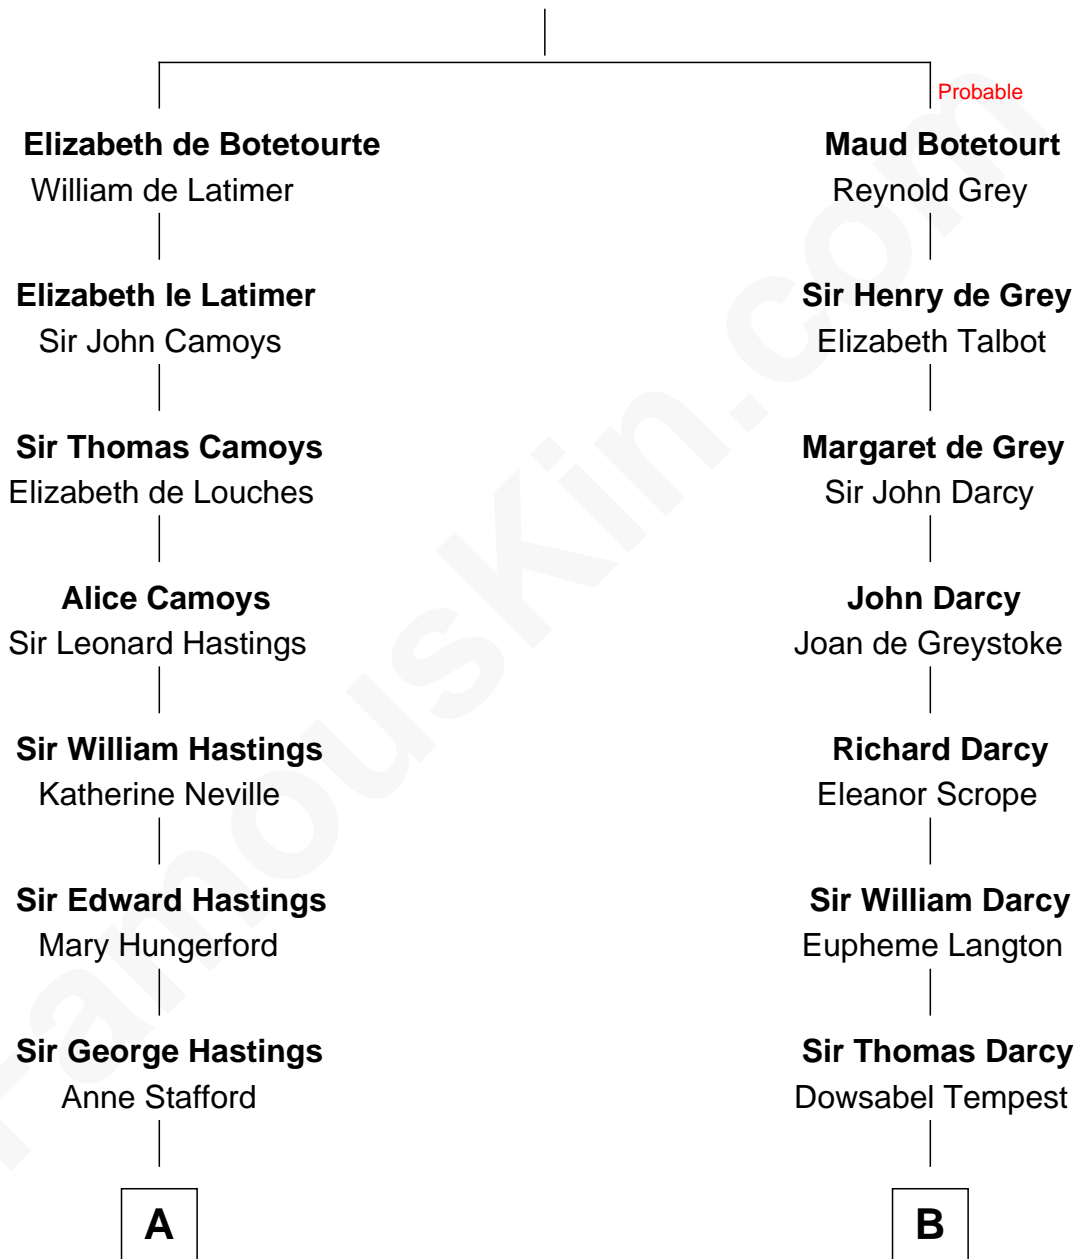 Probable
Elizabeth de Botetourte
William de Latimer
Elizabeth le Latimer
Sir John Camoys
Sir Thomas Camoys
Elizabeth de Louches
Alice Camoys
Sir Leonard Hastings
Sir William Hastings
Katherine Neville
Sir Edward Hastings
Mary Hungerford
Sir George Hastings
Anne Stafford
A
Maud Botetourt
Reynold Grey
Sir Henry de Grey
Elizabeth Talbot
Margaret de Grey
Sir John Darcy
John Darcy
Joan de Greystoke
Richard Darcy
Eleanor Scrope
Sir William Darcy
Eupheme Langton
Sir Thomas Darcy
Dowsabel Tempest
B
FamousKin.com